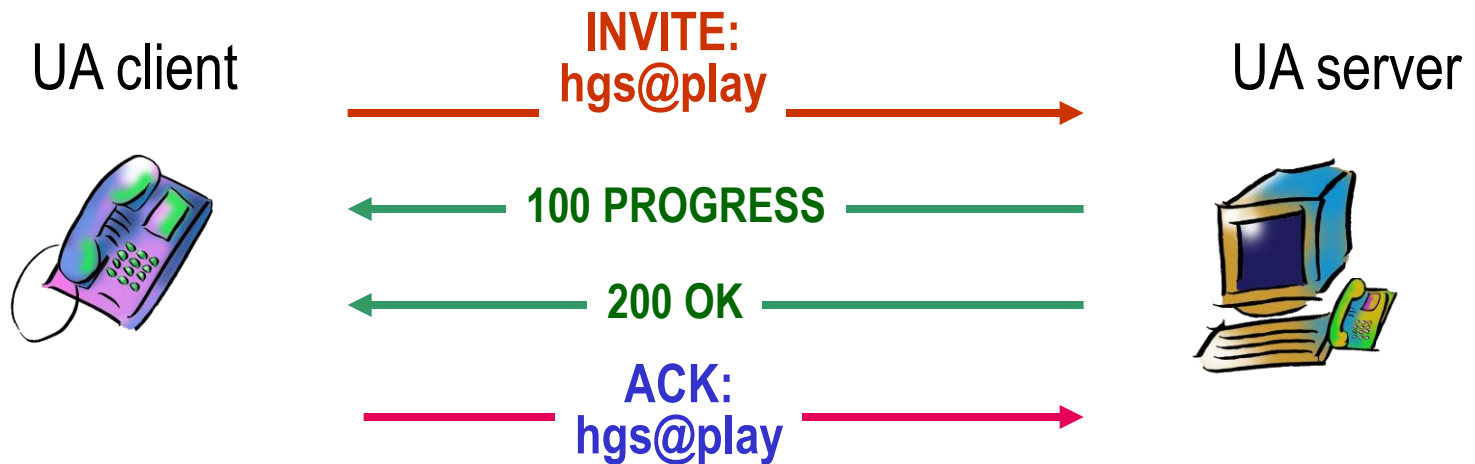 UA client
INVITE:
hgs@play
UA server
100 PROGRESS
200 OK
ACK:
hgs@play